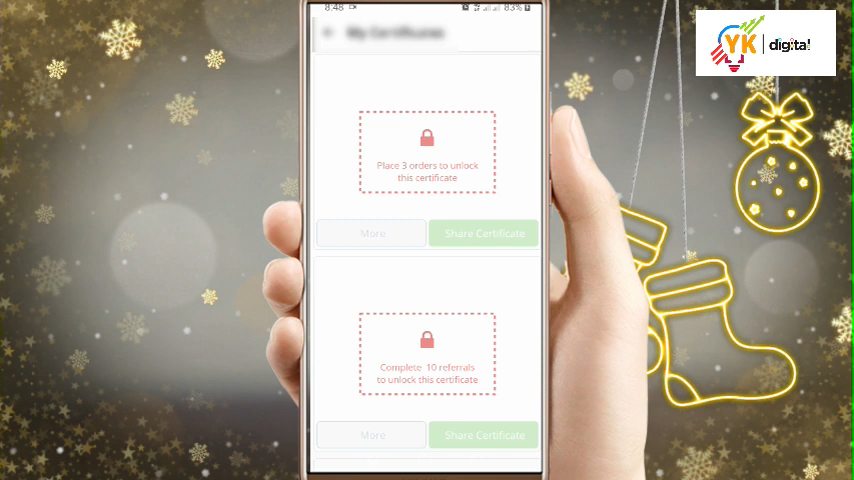 8:48
83%
My Certificates
YK digital
Place 3 orders to unlock
this certificate
More
Share Certificate
Complete 10 referrals
to unlock this certificate
More
Share Certificate